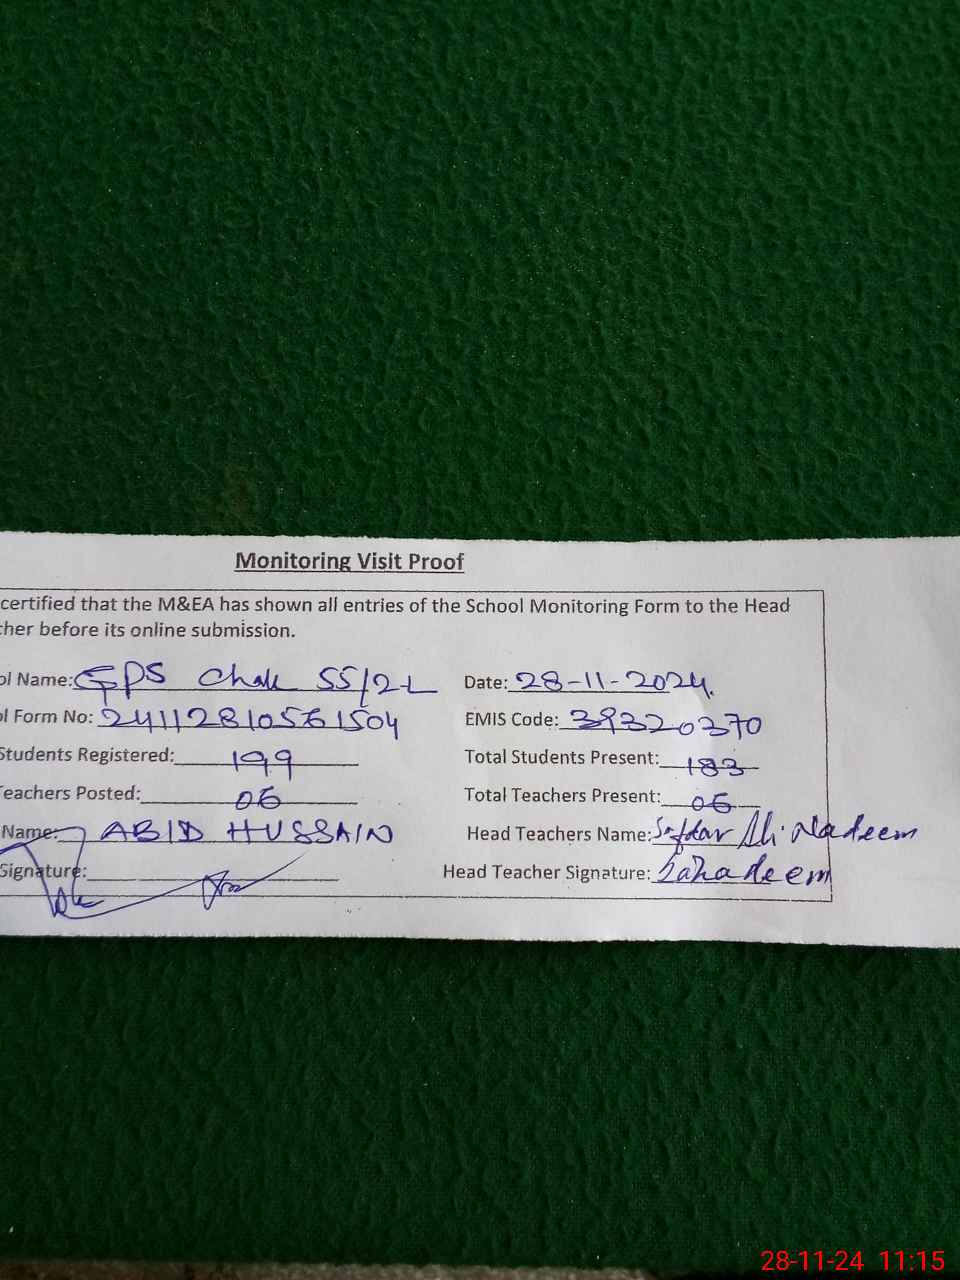 Monitoring Visit Proof
certified that the M&EA has shown all entries of the School Monitoring Form to the Head
cher before its online submission.
ol Name: GPS Chak 55/2-L Date: 28-11-2024.
ol Form No: 24112810561504 EMIS Code: 39320370
Students Registered: 199 Total Students Present: 183
Teachers Posted: 06 Total Teachers Present: 06
Name: ABID HUSSAIN Head Teachers Name: Safdar Ali Nadeem
Signature: Head Teacher Signature:
28-11-24 11:15